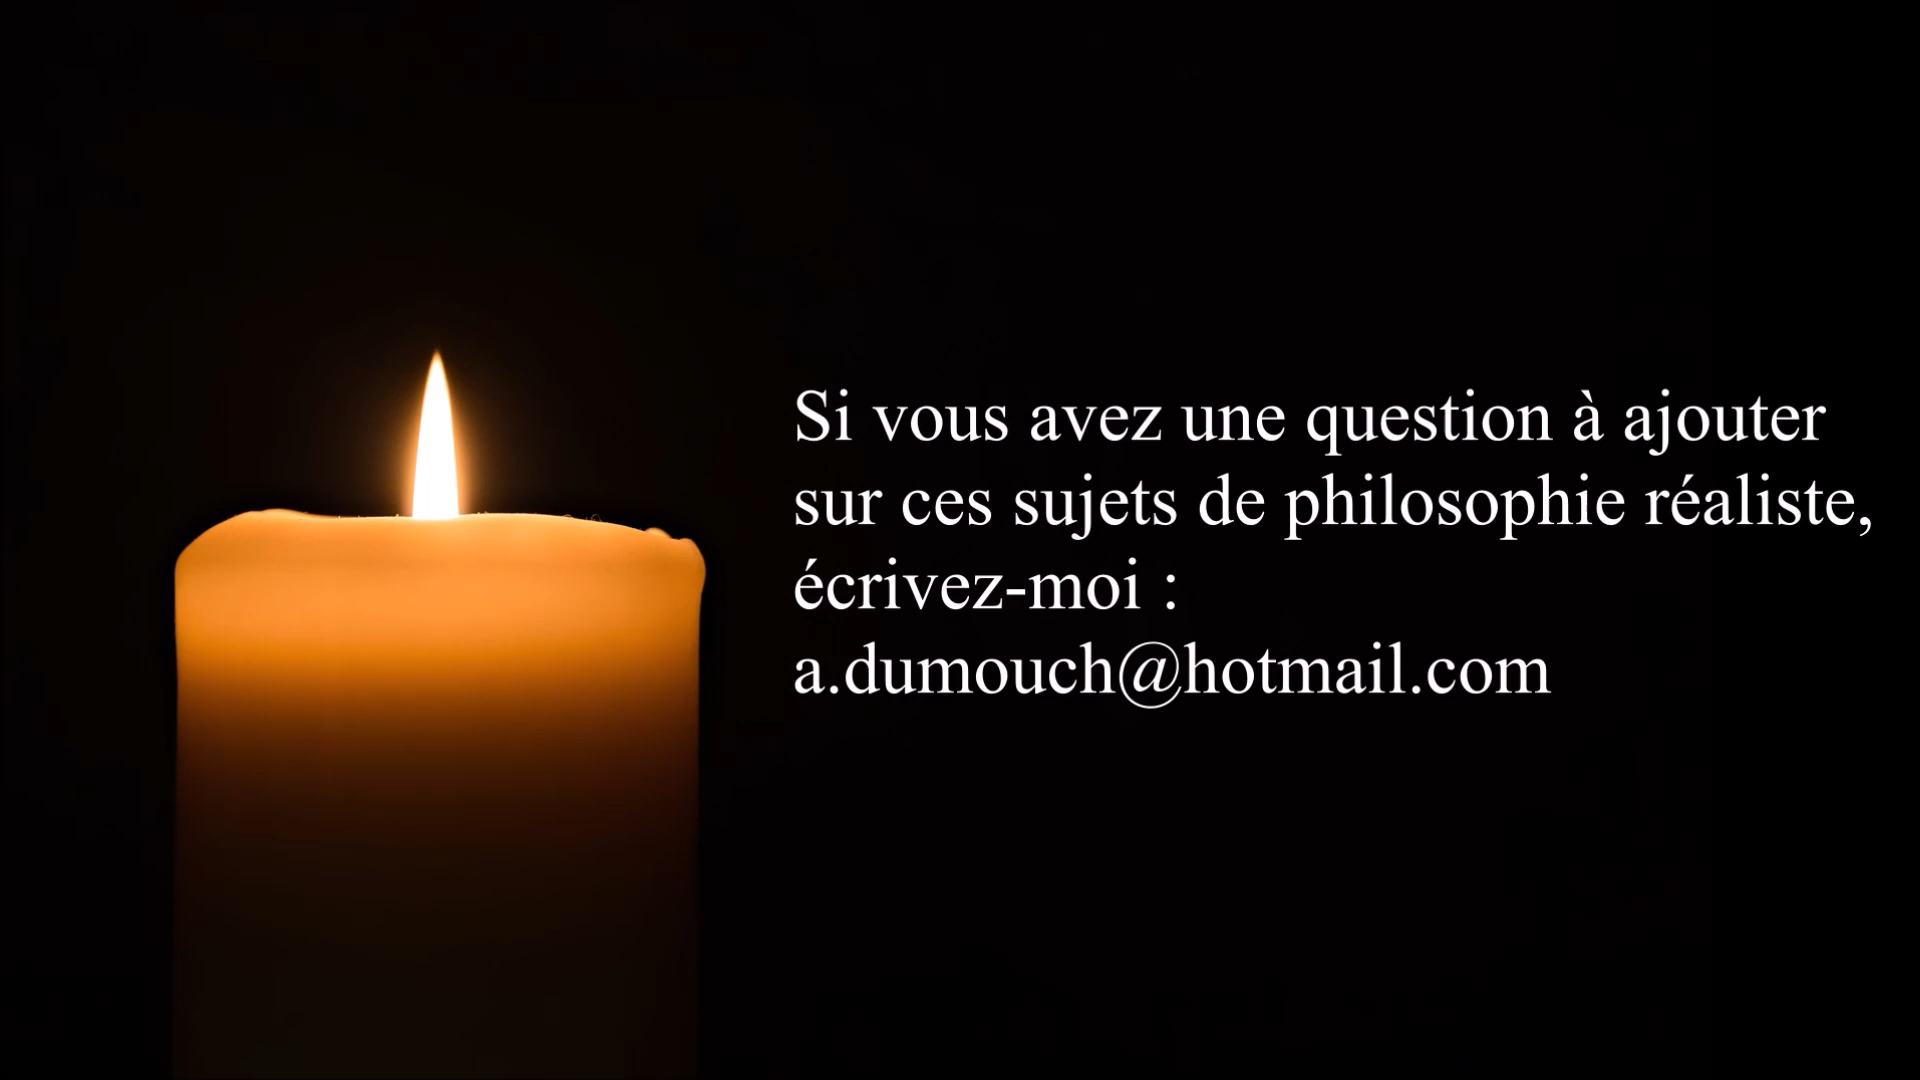 Si vous avez une question à ajouter
sur ces sujets de philosophie réaliste,
écrivez-moi :
a.dumouch@hotmail.com